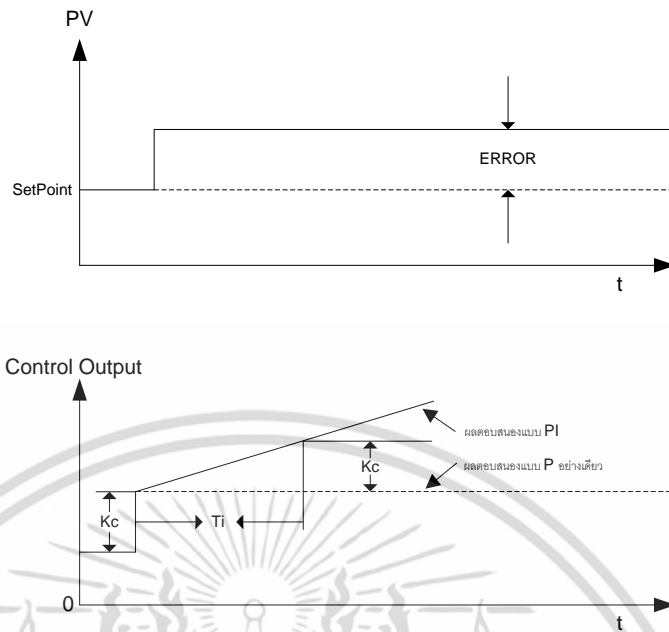 PV
ERROR
SetPoint
t
Control Output
ผลตอบสนองแบบ PI
Kc
ผลตอบสนองแบบ P อย่างเดียว
Kc
Ti
0
t